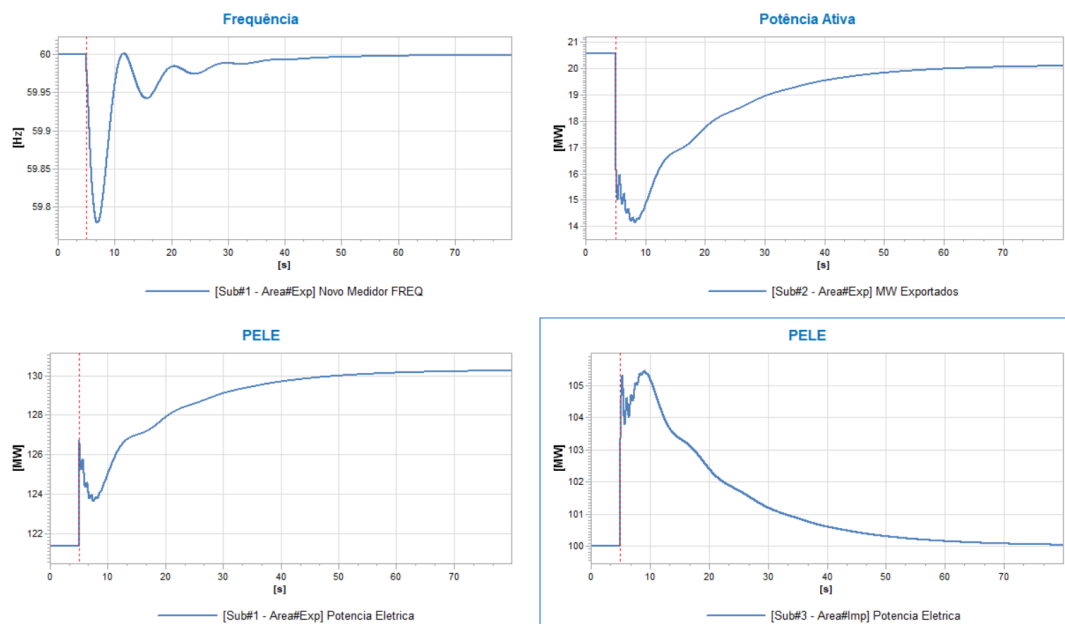 Frequência
60
59.95
59.9
59.85
59.8
[Hz]
0 10 20 30 40 50 60 70
[s]
[Sub#1 - Area#Exp] Novo Medidor FREQ
Potência Ativa
21
20
19
18
17
16
15
14
[MW]
0 10 20 30 40 50 60 70
[s]
[Sub#2 - Area#Exp] MW Exportados
PELE
130
128
126
124
122
[MW]
0 10 20 30 40 50 60 70
[s]
[Sub#1 - Area#Exp] Potencia Eletrica
PELE
105
104
103
102
101
100
[MW]
0 10 20 30 40 50 60 70
[s]
[Sub#3 - Area#Imp] Potencia Eletrica